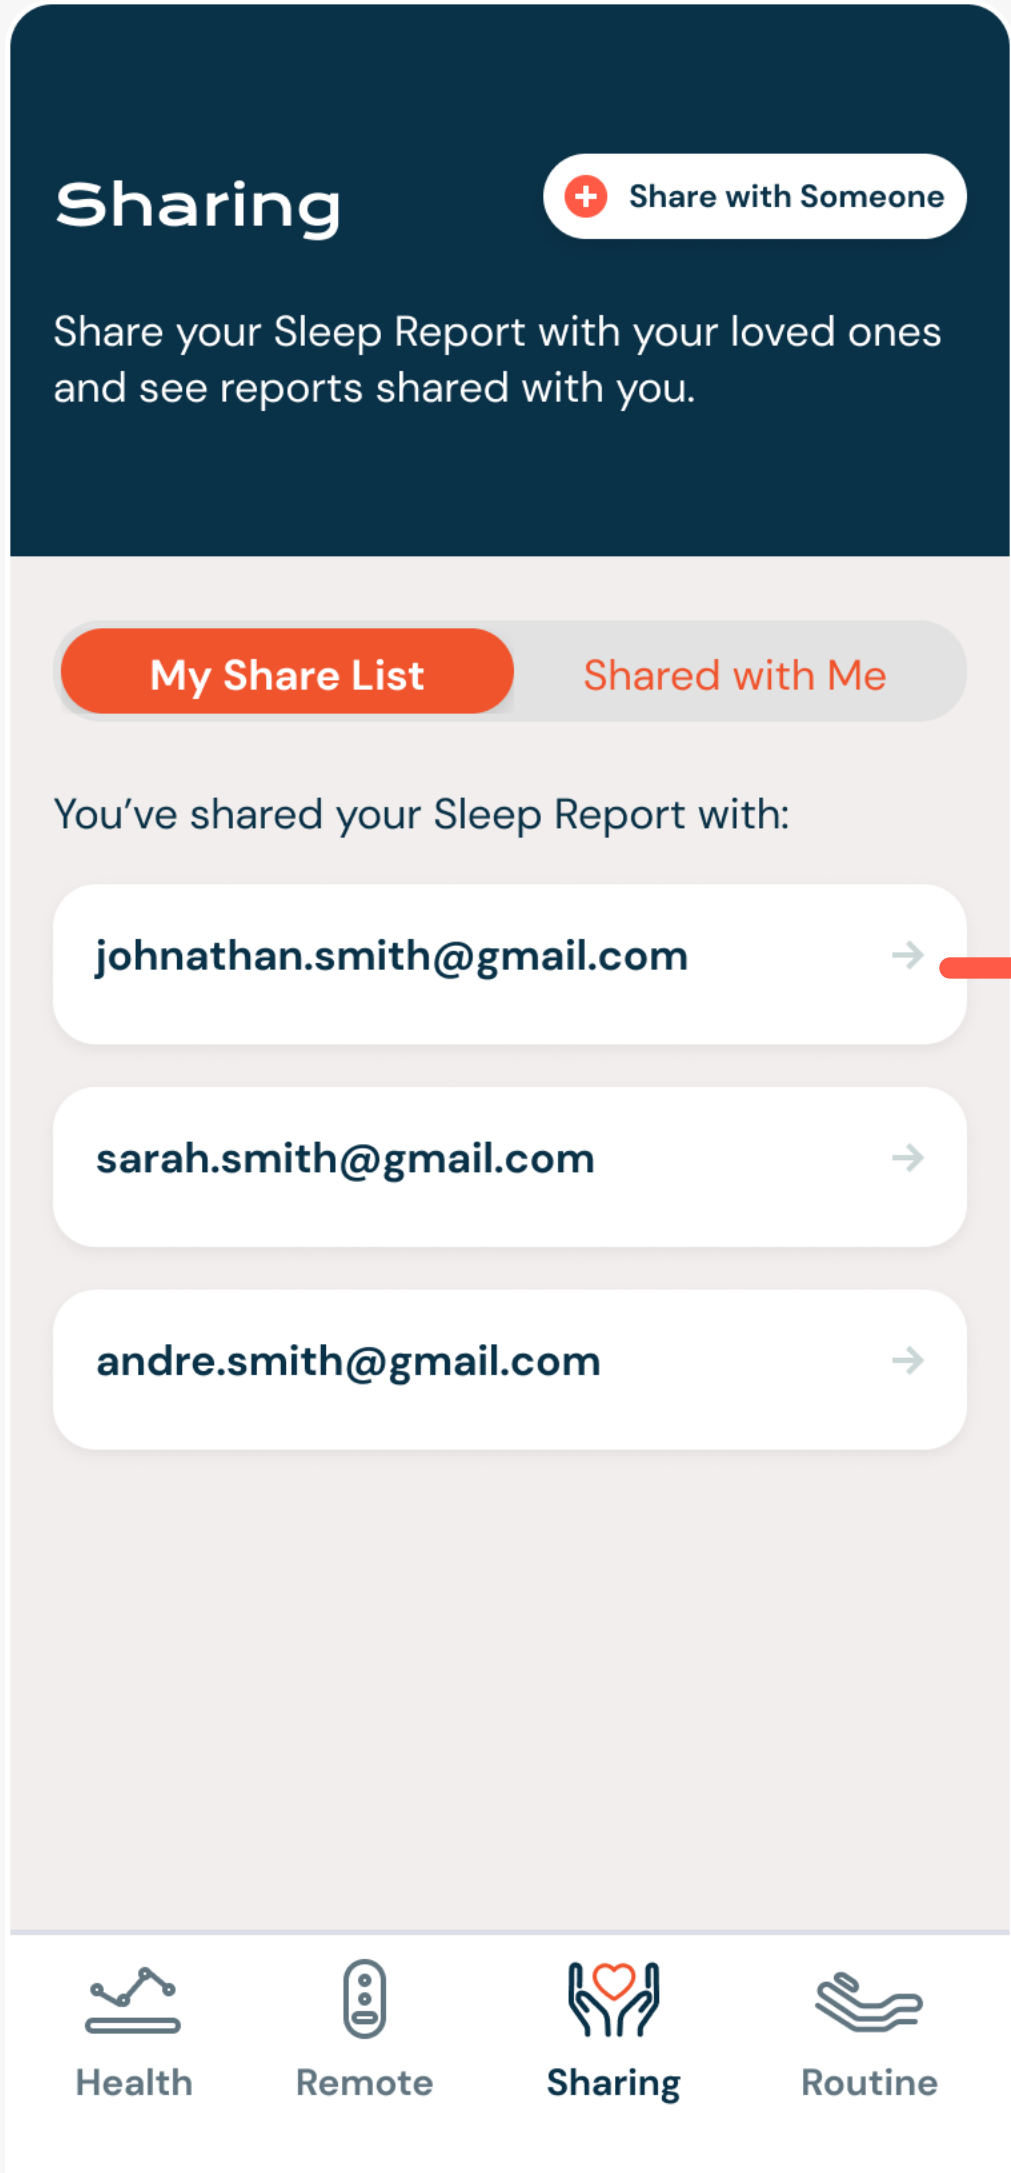 Sharing
Share with Someone
Share your Sleep Report with your loved ones
and see reports shared with you.
My Share List
Shared with Me
You’ve shared your Sleep Report with:
johnathan.smith@gmail.com
sarah.smith@gmail.com
andre.smith@gmail.com
Health
Remote
Sharing
Routine